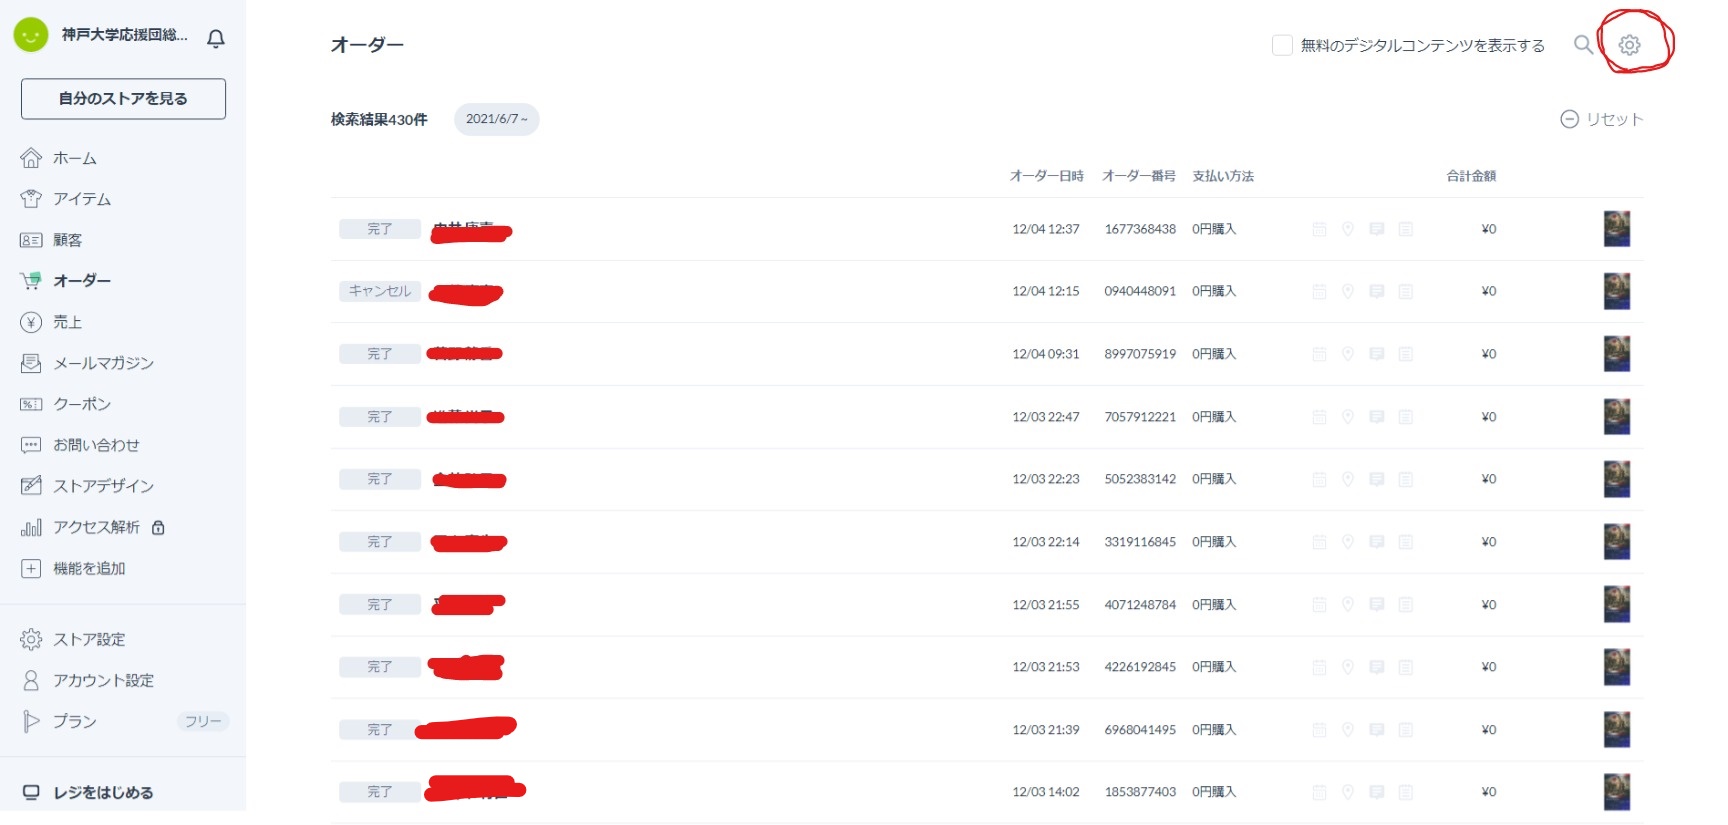 神戸大学応援団総...
自分のストアを見る
ホーム
アイテム
顧客
オーダー
売上
メールマガジン
クーポン
お問い合わせ
ストアデザイン
アクセス解析
機能を追加
ストア設定
アカウント設定
プラン フリー
レジをはじめる
オーダー
無料のデジタルコンテンツを表示する
検索結果430件 2021/6/7 ~
リセット
オーダー日時 オーダー番号 支払い方法 合計金額
完了 12/04 12:37 1677368438 0円購入 ¥0
キャンセル 12/04 12:15 0940448091 0円購入 ¥0
完了 12/04 09:31 8997075919 0円購入 ¥0
完了 12/03 22:47 7057912221 0円購入 ¥0
完了 12/03 22:23 5052383142 0円購入 ¥0
完了 12/03 22:14 3319116845 0円購入 ¥0
完了 12/03 21:55 4071248784 0円購入 ¥0
完了 12/03 21:53 4226192845 0円購入 ¥0
完了 12/03 21:39 6968041495 0円購入 ¥0
完了 12/03 14:02 1853877403 0円購入 ¥0